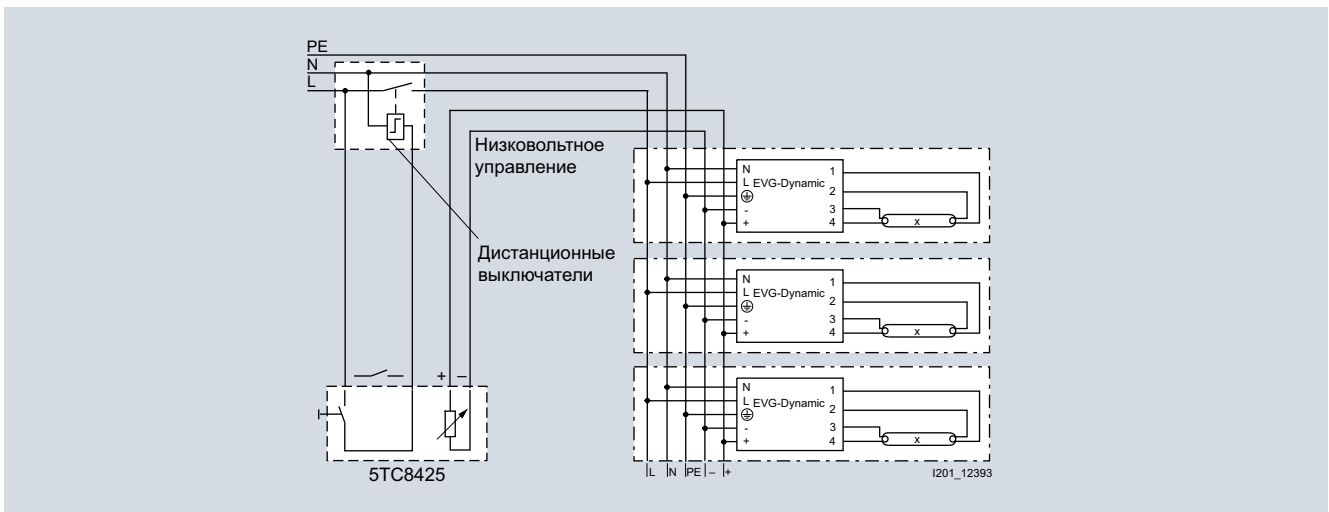 PE
N
L
Низковольтное
управление
Дистанционные
выключатели
N 1
L EVG-Dynamic 2
- 3
+ 4
x
N 1
L EVG-Dynamic 2
- 3
+ 4
x
N 1
L EVG-Dynamic 2
- 3
+ 4
x
+ –
5TC8425
L N PE – +
I201_12393